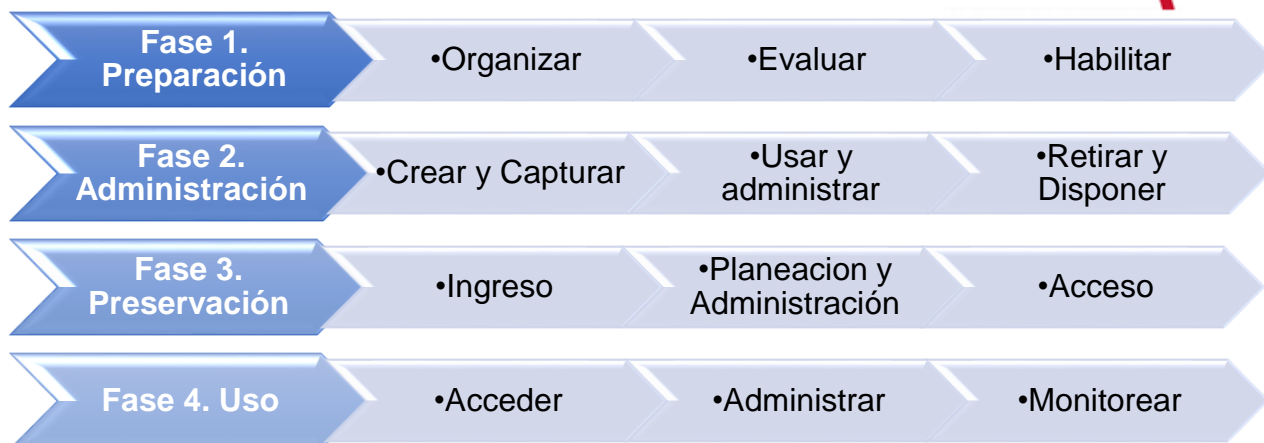 Fase 1.
Preparación
•Organizar
•Evaluar
•Habilitar
Fase 2.
Administración
•Crear y Capturar
•Usar y
administrar
•Retirar y
Disponer
Fase 3.
Preservación
•Ingreso
•Planeacion y
Administración
•Acceso
Fase 4. Uso
•Acceder
•Administrar
•Monitorear